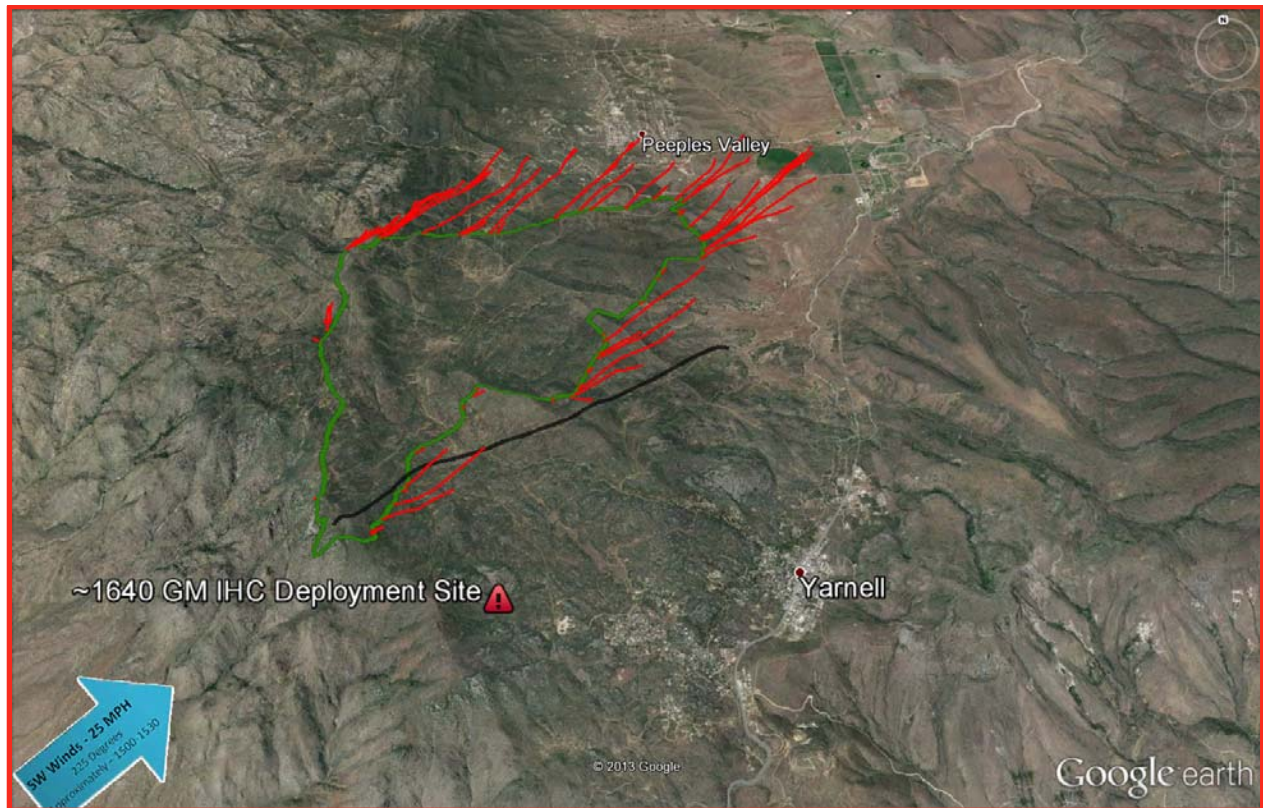 N
Peeples Valley
~1640 GM IHC Deployment Site
Yarnell
SW Winds - 25 MPH
225 Degrees
Approximately ~ 1500-1530
© 2013 Google
Google earth